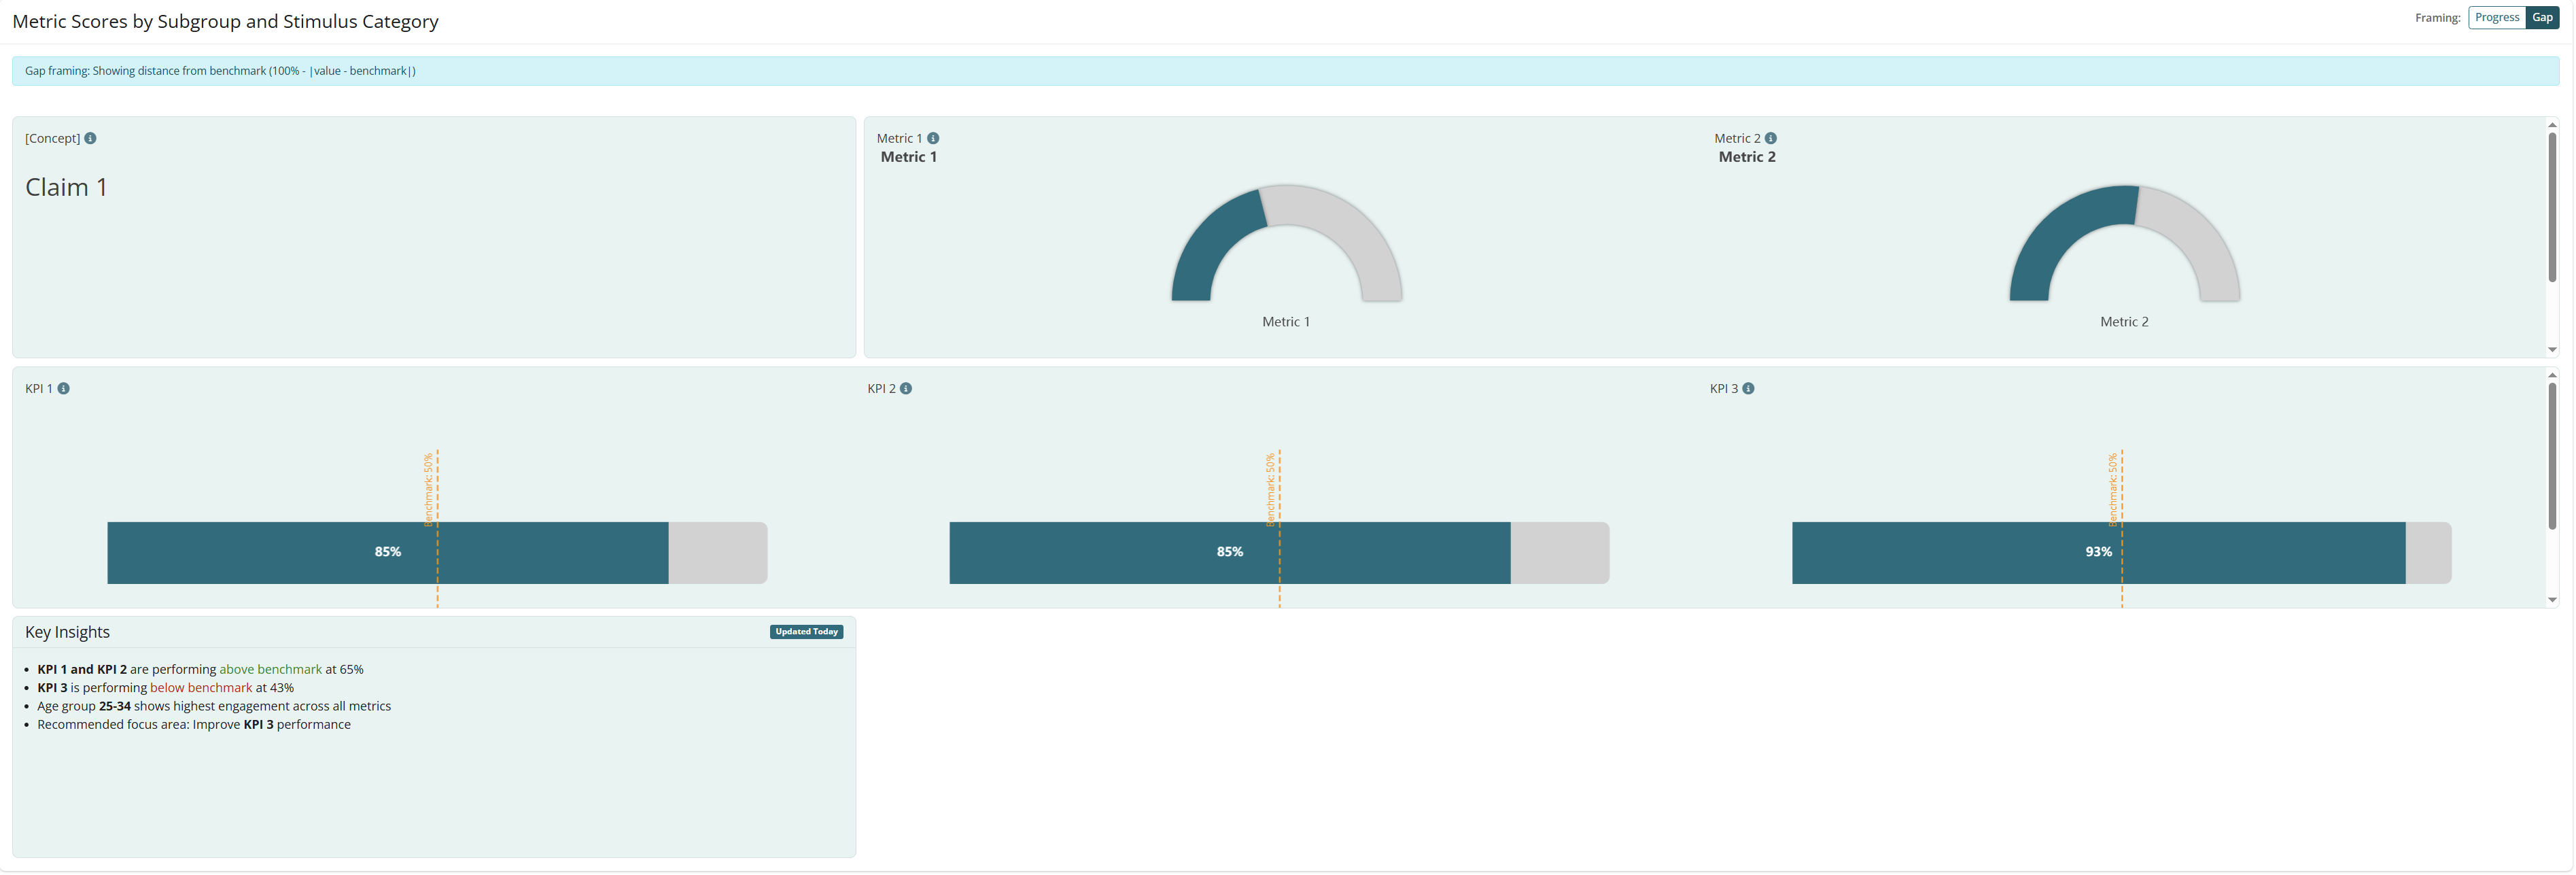 Metric Scores by Subgroup and Stimulus Category
Framing: Progress Gap
Gap framing: Showing distance from benchmark (100% - |value - benchmark|)
[Concept]
Claim 1
Metric 1
Metric 1
Metric 1
Metric 2
Metric 2
Metric 2
KPI 1
Benchmark: 50%
85%
KPI 2
Benchmark: 50%
85%
KPI 3
Benchmark: 50%
93%
Key Insights
Updated Today
KPI 1 and KPI 2 are performing above benchmark at 65%
KPI 3 is performing below benchmark at 43%
Age group 25-34 shows highest engagement across all metrics
Recommended focus area: Improve KPI 3 performance